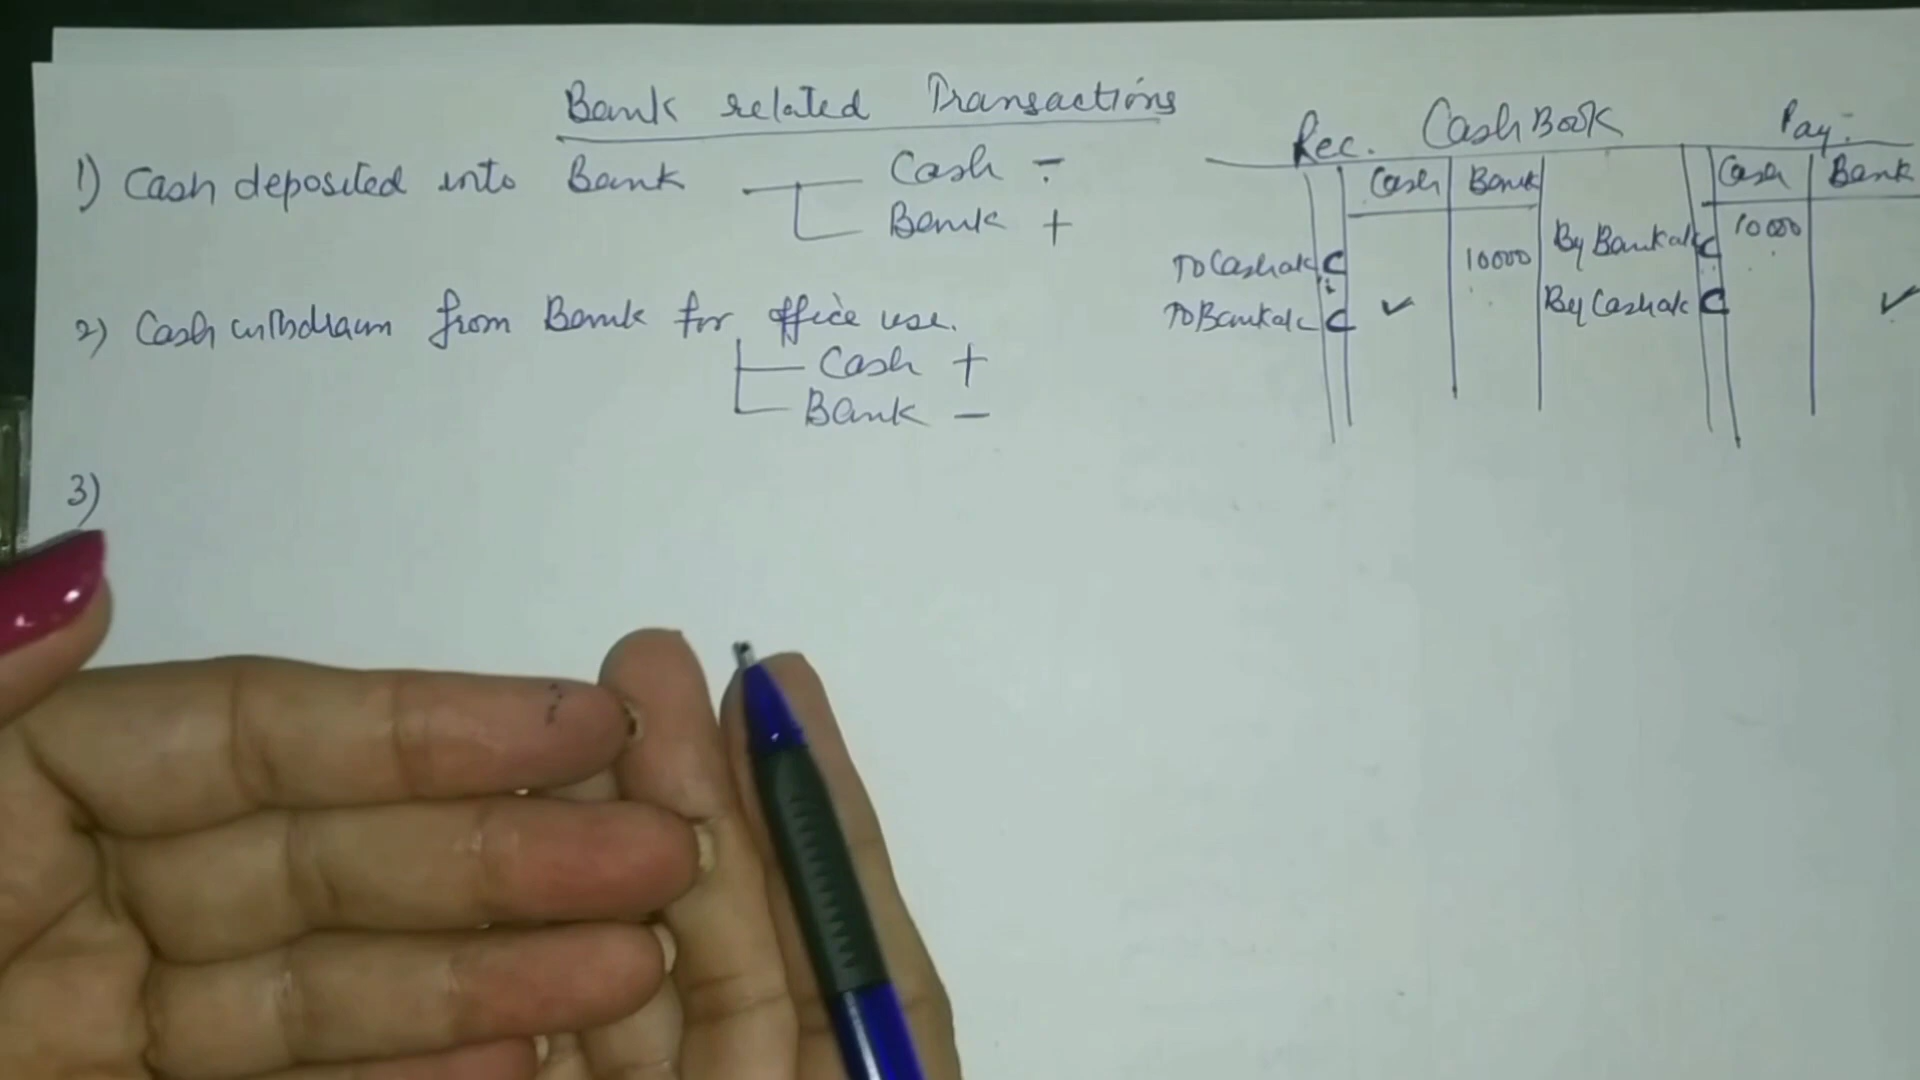 Bank related Transactions
1) Cash deposited into Bank
Cash -
Bank +
2) Cash withdrawn from Bank for office use.
Cash +
Bank -
3)
Rec. Cash Book Pay.
Cash Bank Cash Bank
To Cash a/c C 10000 By Bank a/c C 10000
To Bank a/c C ✓ By Cash a/c C ✓